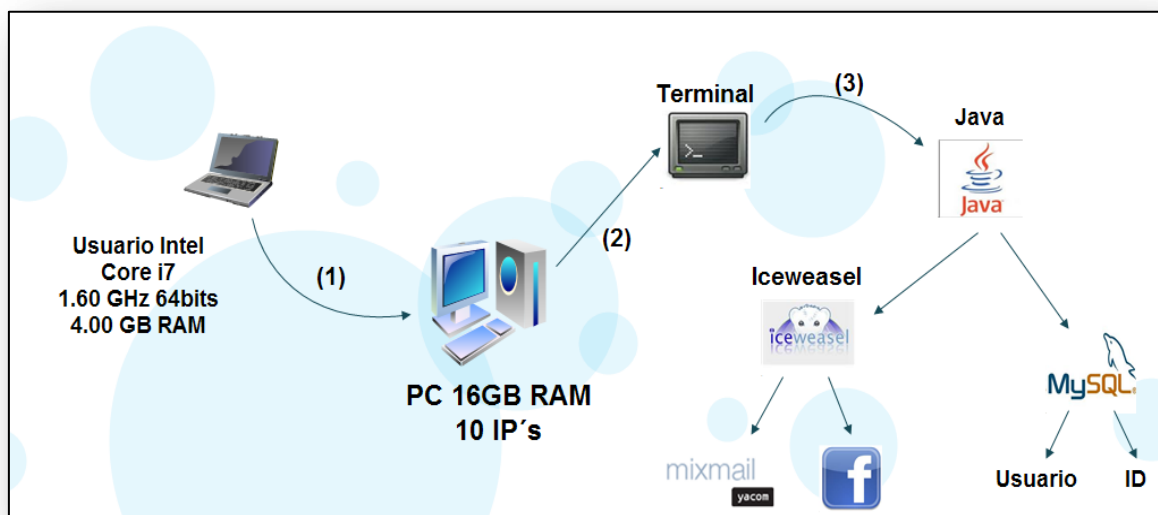 Usuario Intel
Core i7
1.60 GHz 64bits
4.00 GB RAM
(1)
PC 16GB RAM
10 IP´s
(2)
Terminal
>_
(3)
Java
Java
Iceweasel
iceweasel
mixmail
yacom
f
MySQL
Usuario
ID